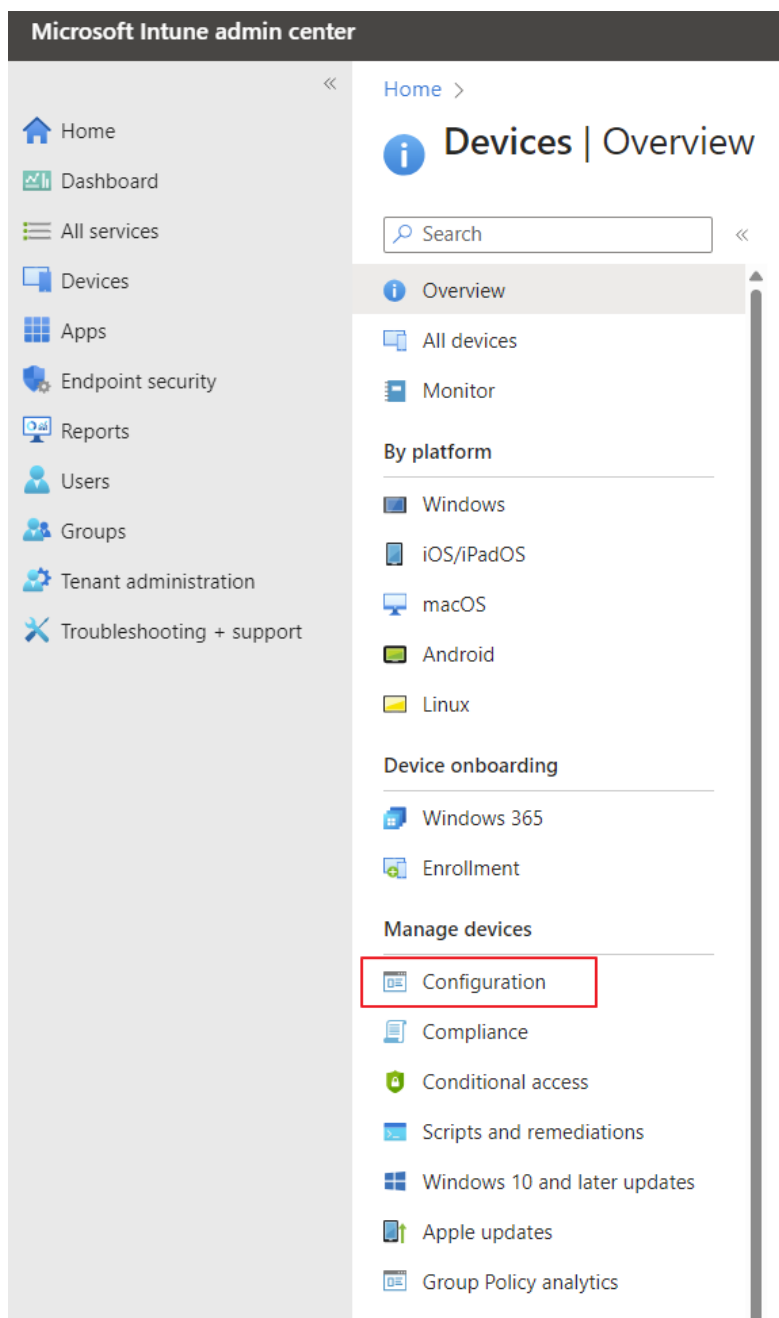 Microsoft Intune admin center
«
Home
Dashboard
All services
Devices
Apps
Endpoint security
Reports
Users
Groups
Tenant administration
Troubleshooting + support
Home >
Devices | Overview
Search
«
Overview
All devices
Monitor
By platform
Windows
iOS/iPadOS
macOS
Android
Linux
Device onboarding
Windows 365
Enrollment
Manage devices
Configuration
Compliance
Conditional access
Scripts and remediations
Windows 10 and later updates
Apple updates
Group Policy analytics